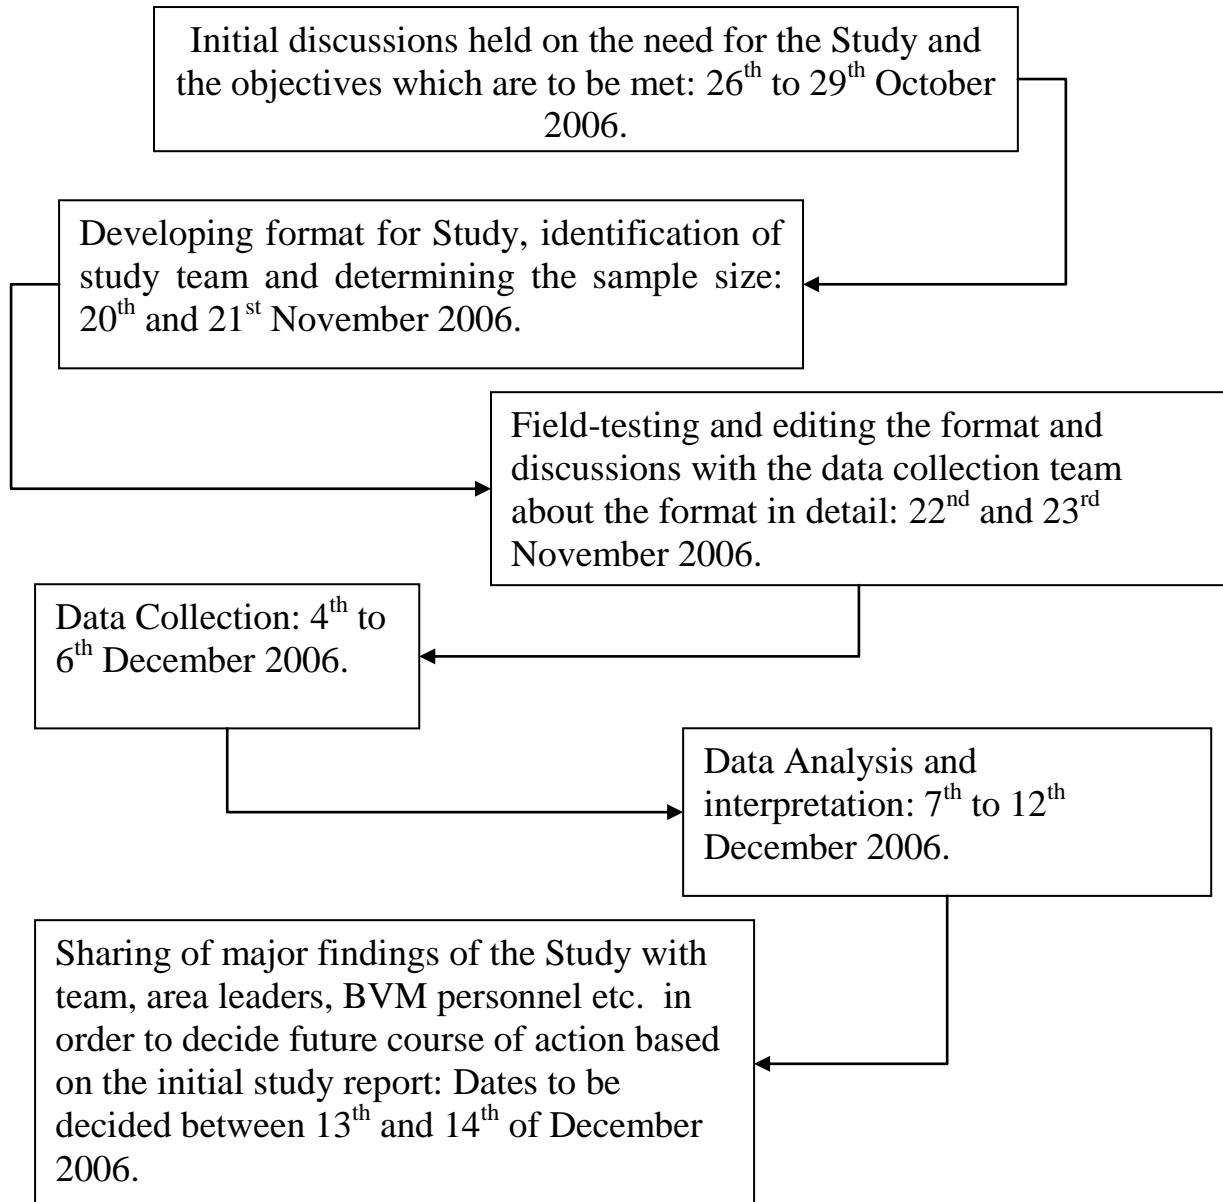 Initial discussions held on the need for the Study and
the objectives which are to be met: 26th to 29th October
2006.
Developing format for Study, identification of
study team and determining the sample size:
20th and 21st November 2006.
Field-testing and editing the format and
discussions with the data collection team
about the format in detail: 22nd and 23rd
November 2006.
Data Collection: 4th to
6th December 2006.
Data Analysis and
interpretation: 7th to 12th
December 2006.
Sharing of major findings of the Study with
team, area leaders, BVM personnel etc. in
order to decide future course of action based
on the initial study report: Dates to be
decided between 13th and 14th of December
2006.